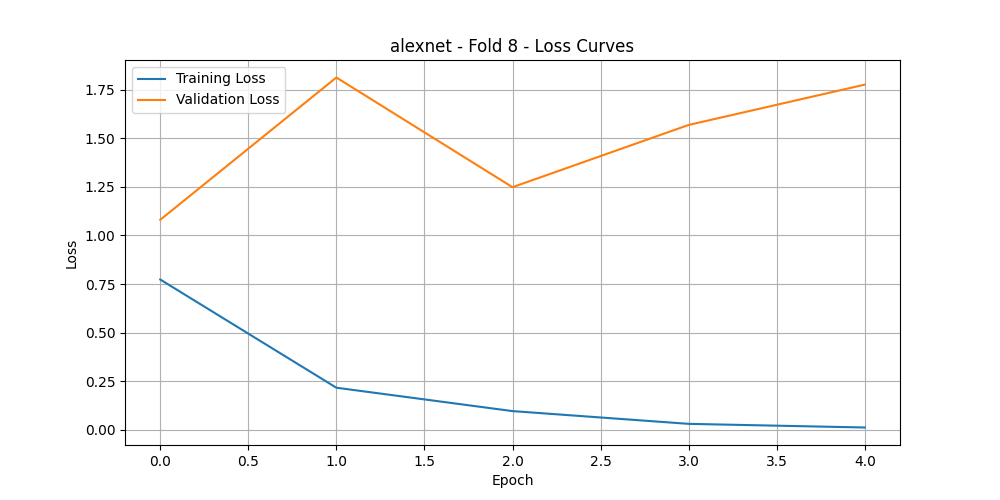 alexnet - Fold 8 - Loss Curves
Training Loss
Validation Loss
1.75
1.50
1.25
1.00
0.75
0.50
0.25
0.00
Loss
0.0 0.5 1.0 1.5 2.0 2.5 3.0 3.5 4.0
Epoch